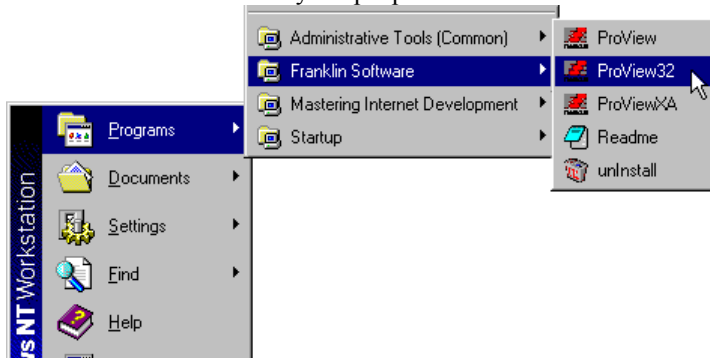 Administrative Tools (Common)
Franklin Software
Mastering Internet Development
Startup
ProView
ProView32
ProViewXA
Readme
unInstall
Programs
Documents
Settings
Find
Help
ws NT Workstation